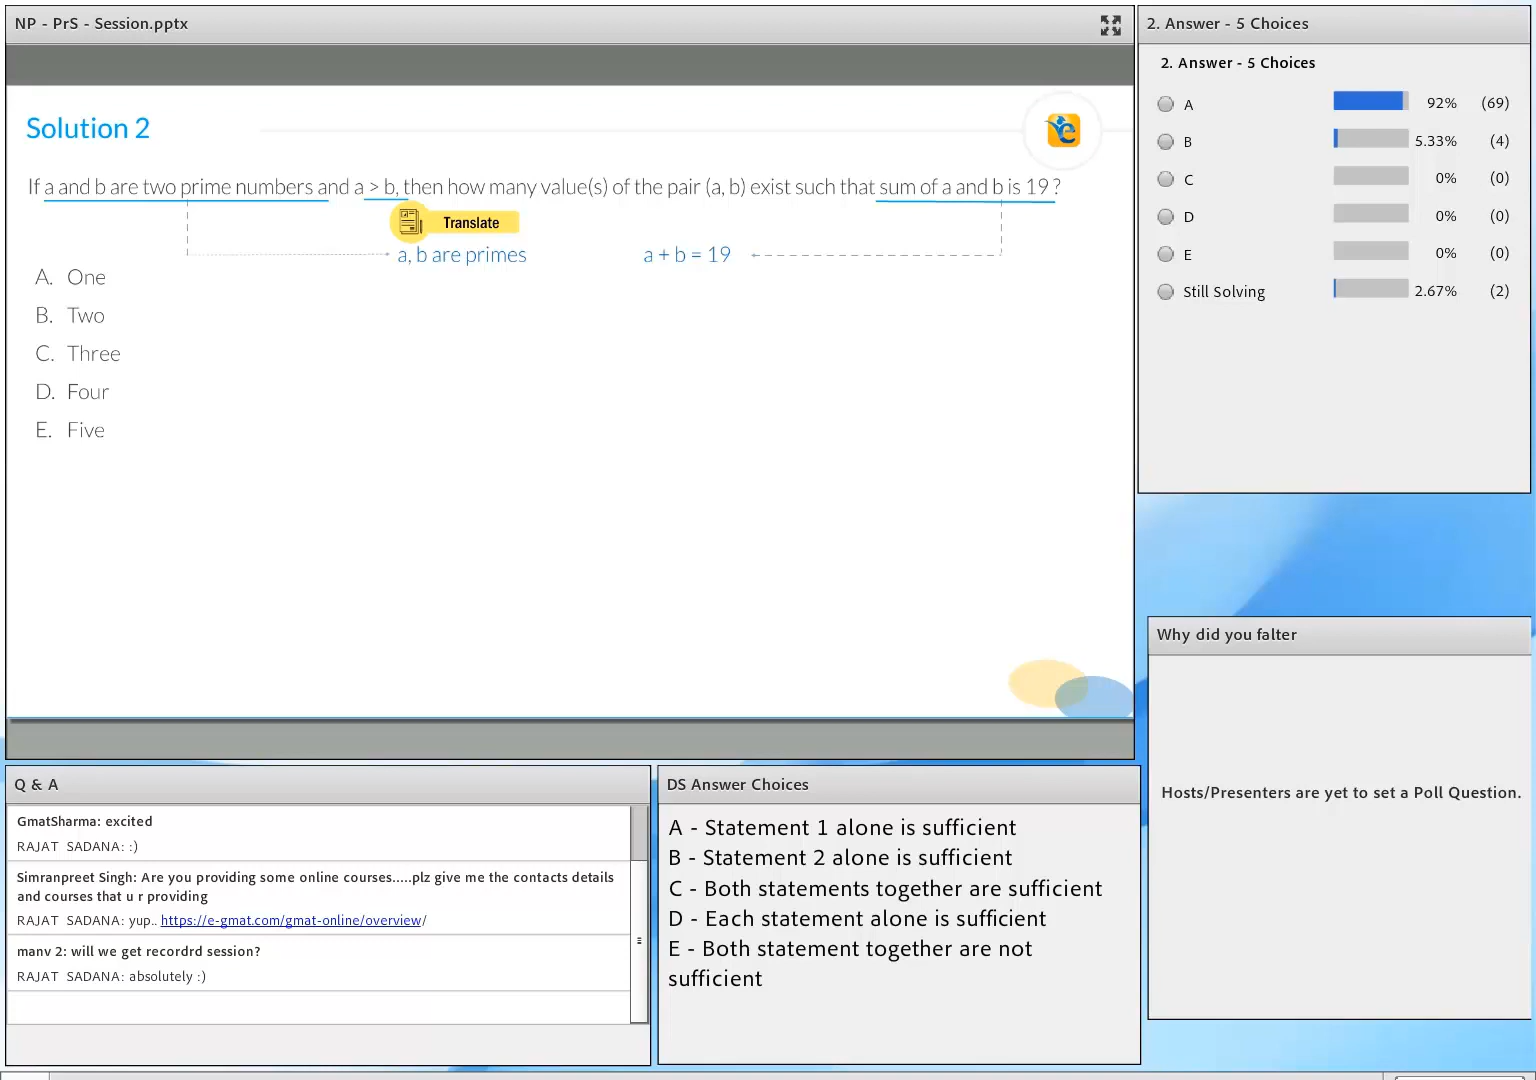 NP - PrS - Session.pptx
Solution 2
If a and b are two prime numbers and a > b, then how many value(s) of the pair (a, b) exist such that sum of a and b is 19 ?
Translate
a, b are primes
a + b = 19
A. One
B. Two
C. Three
D. Four
E. Five
2. Answer - 5 Choices
2. Answer - 5 Choices
A 92% (69)
B 5.33% (4)
C 0% (0)
D 0% (0)
E 0% (0)
Still Solving 2.67% (2)
Why did you falter
Hosts/Presenters are yet to set a Poll Question.
Q & A
GmatSharma: excited
RAJAT SADANA: :)
Simranpreet Singh: Are you providing some online courses.....plz give me the contacts details
and courses that u r providing
RAJAT SADANA: yup.. https://e-gmat.com/gmat-online/overview/
manv 2: will we get recordrd session?
RAJAT SADANA: absolutely :)
DS Answer Choices
A - Statement 1 alone is sufficient
B - Statement 2 alone is sufficient
C - Both statements together are sufficient
D - Each statement alone is sufficient
E - Both statement together are not
sufficient